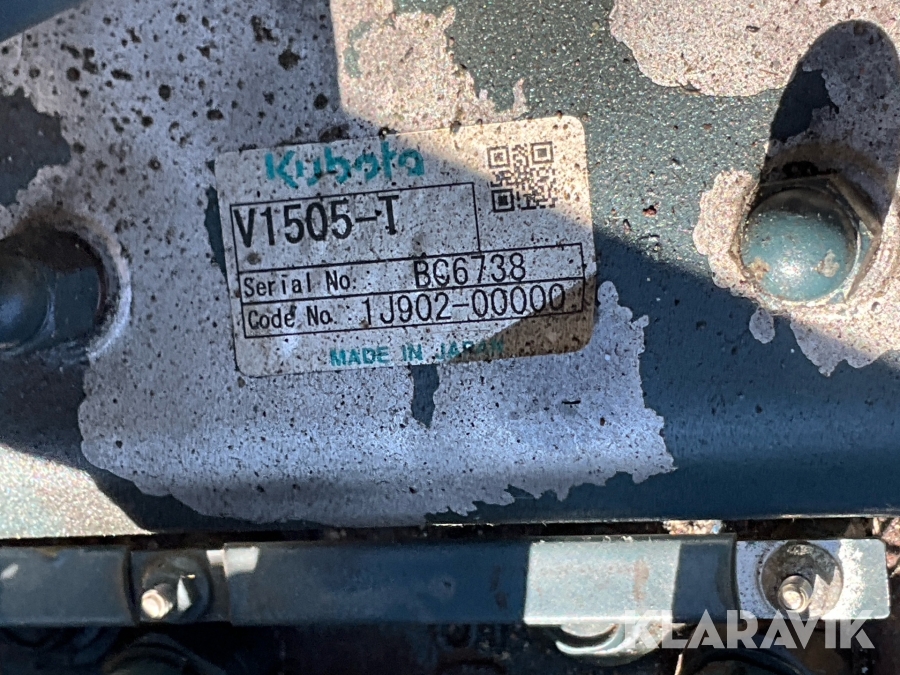 Kubota
V1505-T
Serial No. BG6738
Code No. 1J902-00000
MADE IN JAPAN
KLARAVIK